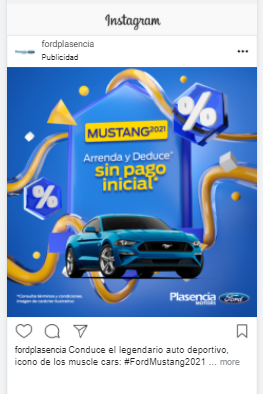 Instagram
fordplasencia
Publicidad
MUSTANG2021
Arrienda y Deduce*
sin pago
inicial*
%
%
*Consulta términos y condiciones.
Imagen de carácter ilustrativo
Plasencia
MOTORS
Ford
fordplasencia Conduce el legendario auto deportivo,
icono de los muscle cars: #FordMustang2021 ... more